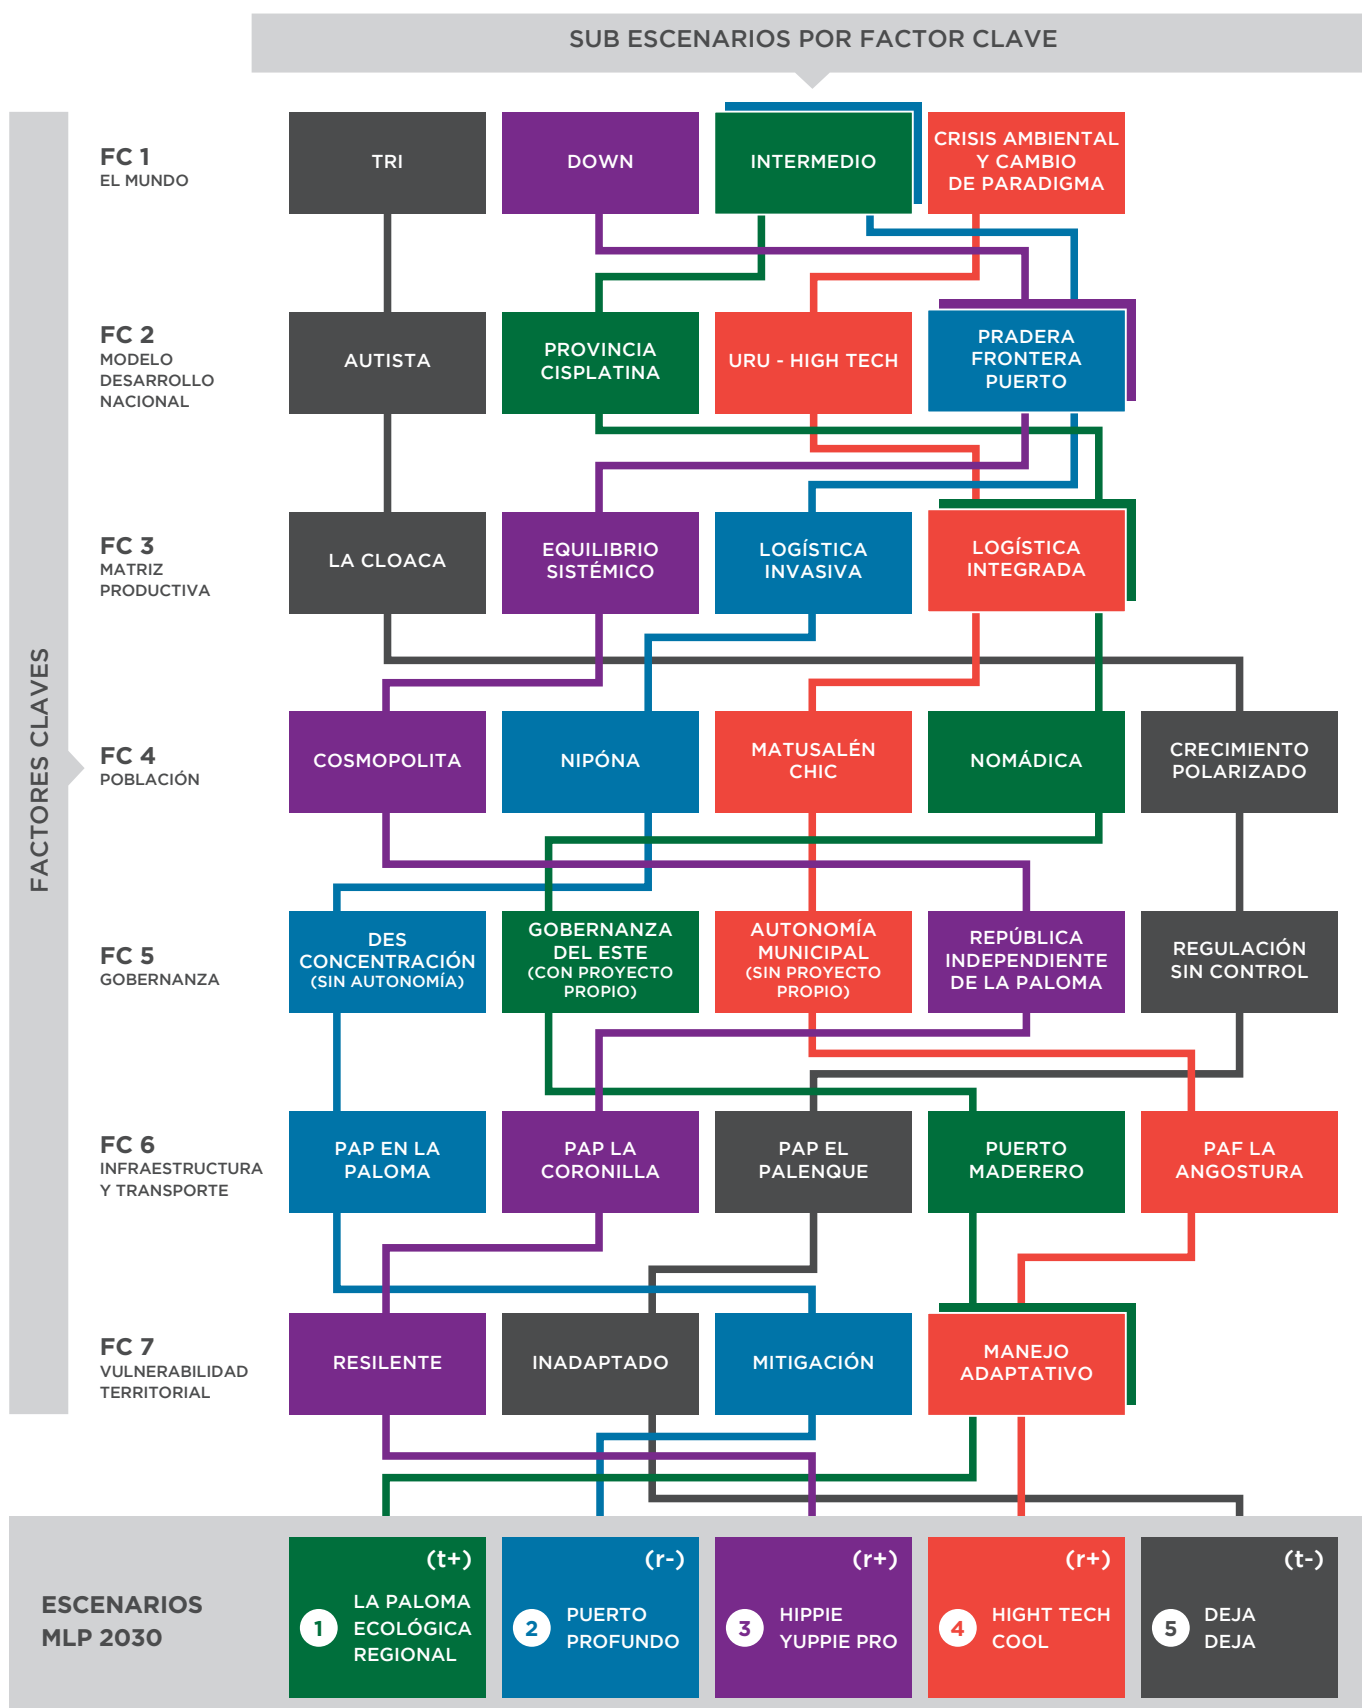 SUB ESCENARIOS POR FACTOR CLAVE
FACTORES CLAVES
FC 1
EL MUNDO
TRI
DOWN
INTERMEDIO
CRISIS AMBIENTAL
Y CAMBIO
DE PARADIGMA
FC 2
MODELO
DESARROLLO
NACIONAL
AUTISTA
PROVINCIA
CISPLATINA
URU - HIGH TECH
PRADERA
FRONTERA
PUERTO
FC 3
MATRIZ
PRODUCTIVA
LA CLOACA
EQUILIBRIO
SISTÉMICO
LOGÍSTICA
INVASIVA
LOGÍSTICA
INTEGRADA
FC 4
POBLACIÓN
COSMOPOLITA
NIPÓNA
MATUSALÉN
CHIC
NOMÁDICA
CRECIMIENTO
POLARIZADO
FC 5
GOBERNANZA
DES
CONCENTRACIÓN
(SIN AUTONOMÍA)
GOBERNANZA
DEL ESTE
(CON PROYECTO
PROPIO)
AUTONOMÍA
MUNICIPAL
(SIN PROYECTO
PROPIO)
REPÚBLICA
INDEPENDIENTE
DE LA PALOMA
REGULACIÓN
SIN CONTROL
FC 6
INFRAESTRUCTURA
Y TRANSPORTE
PAP EN LA
PALOMA
PAP LA
CORONILLA
PAP EL
PALENQUE
PUERTO
MADERERO
PAF LA
ANGOSTURA
FC 7
VULNERABILIDAD
TERRITORIAL
RESILENTE
INADAPTADO
MITIGACIÓN
MANEJO
ADAPTATIVO
ESCENARIOS
MLP 2030
(t+)
1
LA PALOMA
ECOLÓGICA
REGIONAL
(r-)
2
PUERTO
PROFUNDO
(r+)
3
HIPPIE
YUPPIE PRO
(r+)
4
HIGHT TECH
COOL
(t-)
5
DEJA
DEJA